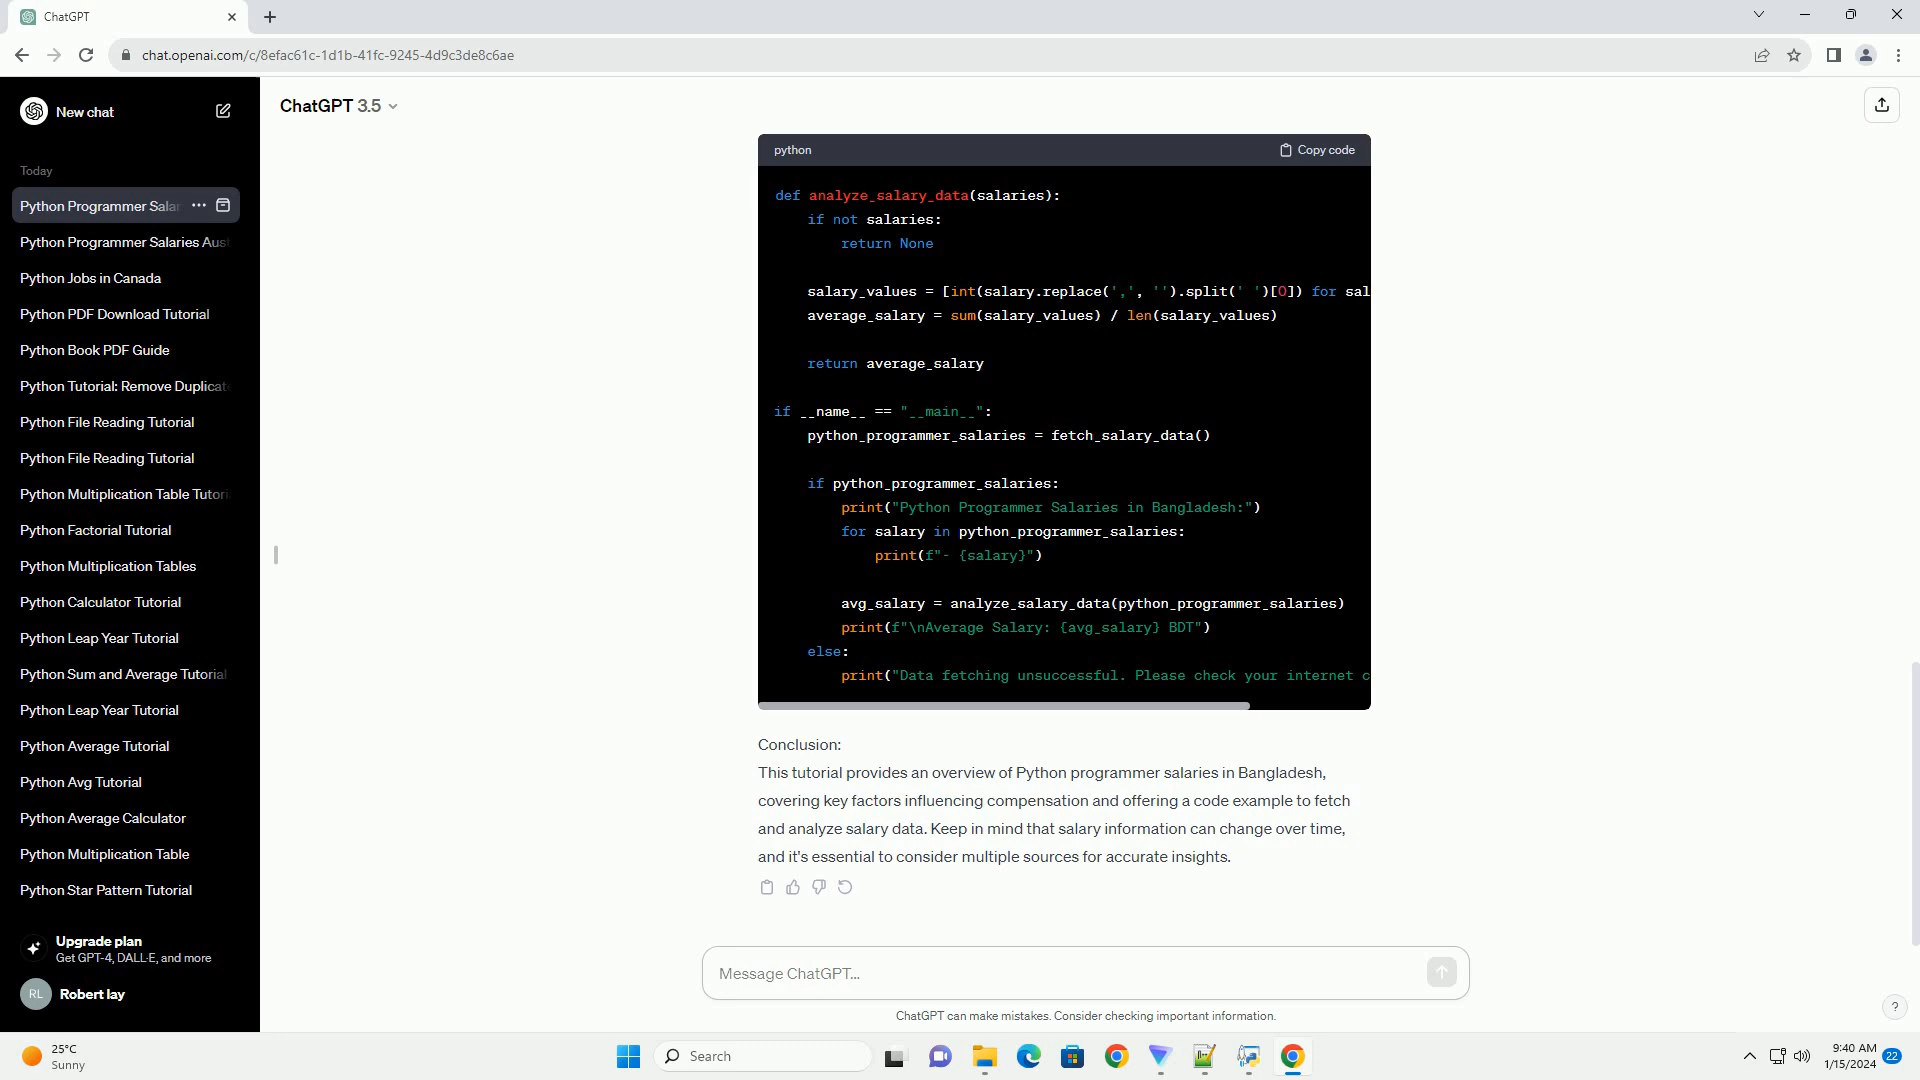 ChatGPT
chat.openai.com/c/8efac61c-1d1b-41fc-9245-4d9c3de8c6ae
New chat
Today
Python Programmer Salar
Python Programmer Salaries Aust
Python Jobs in Canada
Python PDF Download Tutorial
Python Book PDF Guide
Python Tutorial: Remove Duplicate
Python File Reading Tutorial
Python File Reading Tutorial
Python Multiplication Table Tutori
Python Factorial Tutorial
Python Multiplication Tables
Python Calculator Tutorial
Python Leap Year Tutorial
Python Sum and Average Tutorial
Python Leap Year Tutorial
Python Average Tutorial
Python Avg Tutorial
Python Average Calculator
Python Multiplication Table
Python Star Pattern Tutorial
Upgrade plan
Get GPT-4, DALL·E, and more
RL Robert lay
ChatGPT 3.5
python Copy code
def analyze_salary_data(salaries):
    if not salaries:
        return None
    salary_values = [int(salary.replace(',', '').split(' ')[0]) for sal
    average_salary = sum(salary_values) / len(salary_values)
    return average_salary
if __name__ == "__main__":
    python_programmer_salaries = fetch_salary_data()
    if python_programmer_salaries:
        print("Python Programmer Salaries in Bangladesh:")
        for salary in python_programmer_salaries:
            print(f"- {salary}")
        avg_salary = analyze_salary_data(python_programmer_salaries)
        print(f"\nAverage Salary: {avg_salary} BDT")
    else:
        print("Data fetching unsuccessful. Please check your internet c
Conclusion:
This tutorial provides an overview of Python programmer salaries in Bangladesh,
covering key factors influencing compensation and offering a code example to fetch
and analyze salary data. Keep in mind that salary information can change over time,
and it's essential to consider multiple sources for accurate insights.
Message ChatGPT...
ChatGPT can make mistakes. Consider checking important information.
?
25°C
Sunny
Search
9:40 AM
1/15/2024
22